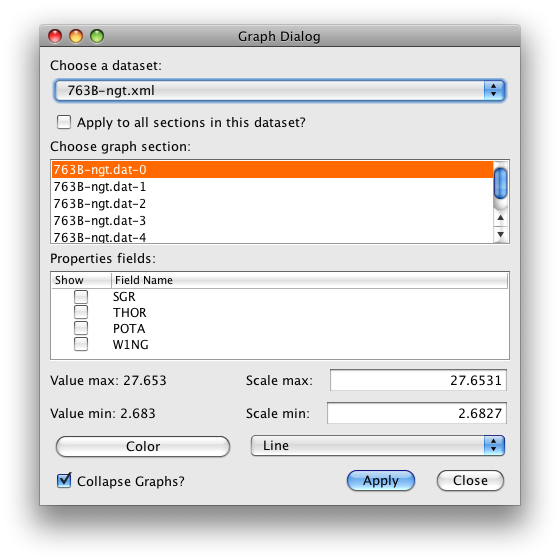 Graph Dialog
Choose a dataset:
763B-ngt.xml
Apply to all sections in this dataset?
Choose graph section:
763B-ngt.dat-0
763B-ngt.dat-1
763B-ngt.dat-2
763B-ngt.dat-3
763B-ngt.dat-4
Properties fields:
Show Field Name
SGR
THOR
POTA
W1NG
Value max: 27.653 Scale max: 27.6531
Value min: 2.683 Scale min: 2.6827
Color Line
Collapse Graphs? Apply Close